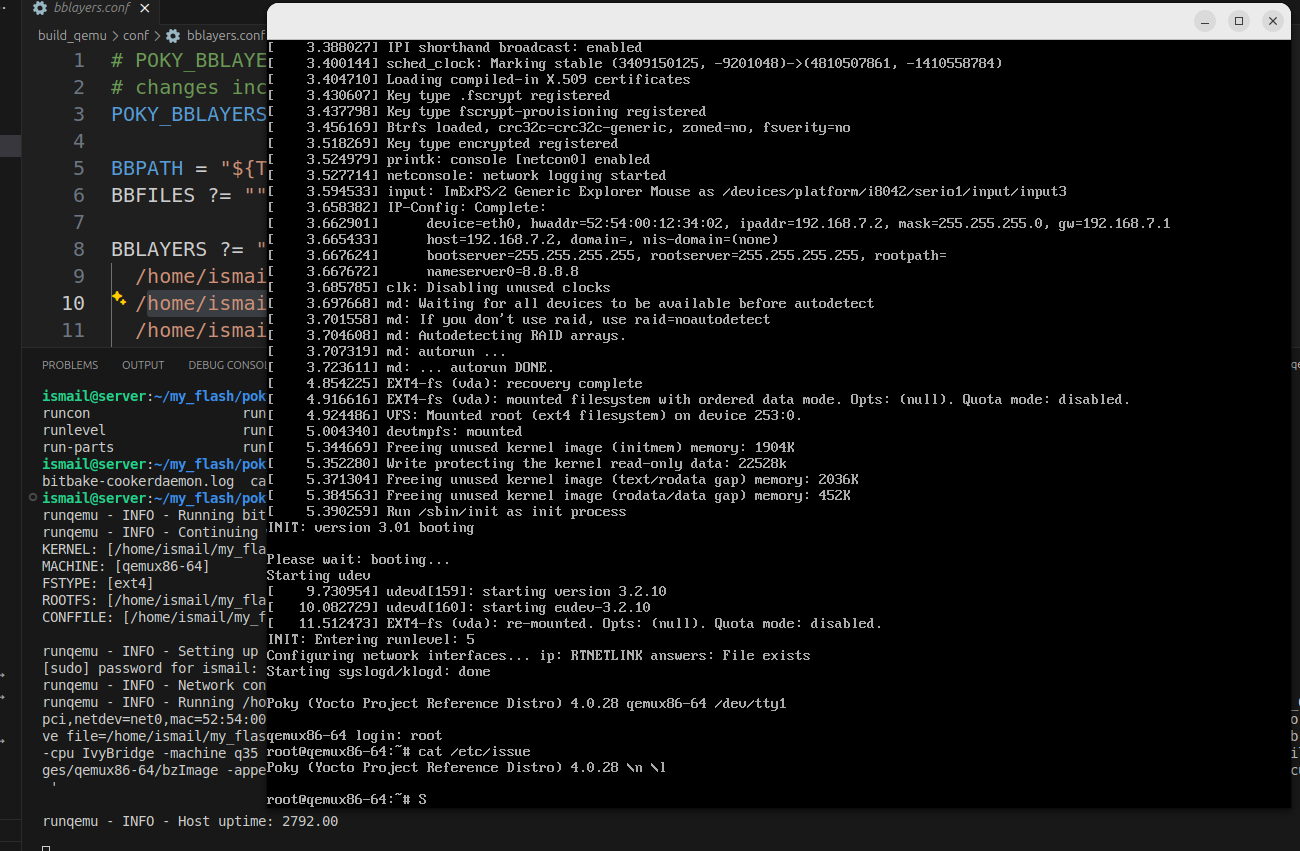 bblayers.conf
build_qemu > conf > bblayers.conf
1 # POKY_BBLAYE
2 # changes inc
3 POKY_BBLAYERS
4
5 BBPATH = "${T
6 BBFILES ?= ""
7
8 BBLAYERS ?= "
9 /home/ismai
10 /home/ismai
11 /home/ismai
PROBLEMS OUTPUT DEBUG CONSOL
ismail@server:~/my_flash/pok
runcon run
runlevel run
run-parts run
ismail@server:~/my_flash/pok
bitbake-cookerdaemon.log ca
ismail@server:~/my_flash/pok
runqemu - INFO - Running bit
runqemu - INFO - Continuing
KERNEL: [/home/ismail/my_fla
MACHINE: [qemux86-64]
FSTYPE: [ext4]
ROOTFS: [/home/ismail/my_fla
CONFFILE: [/home/ismail/my_f
runqemu - INFO - Setting up
[sudo] password for ismail:
runqemu - INFO - Network con
runqemu - INFO - Running /ho
pci,netdev=net0,mac=52:54:00
ve file=/home/ismail/my_flas
-cpu IvyBridge -machine q35
ges/qemux86-64/bzImage -appe
'
runqemu - INFO - Host uptime: 2792.00
[    3.388027] IPI shorthand broadcast: enabled
[    3.400144] sched_clock: Marking stable (3409150125, -9201048)->(4810507861, -1410558784)
[    3.404710] Loading compiled-in X.509 certificates
[    3.430607] Key type .fscrypt registered
[    3.437798] Key type fscrypt-provisioning registered
[    3.456169] Btrfs loaded, crc32c=crc32c-generic, zoned=no, fsverity=no
[    3.518269] Key type encrypted registered
[    3.524979] printk: console [netcon0] enabled
[    3.527714] netconsole: network logging started
[    3.594533] input: ImExPS/2 Generic Explorer Mouse as /devices/platform/i8042/serio1/input/input3
[    3.658382] IP-Config: Complete:
[    3.662901]      device=eth0, hwaddr=52:54:00:12:34:02, ipaddr=192.168.7.2, mask=255.255.255.0, gw=192.168.7.1
[    3.665433]      host=192.168.7.2, domain=, nis-domain=(none)
[    3.667624]      bootserver=255.255.255.255, rootserver=255.255.255.255, rootpath=
[    3.667672]      nameserver0=8.8.8.8
[    3.685785] clk: Disabling unused clocks
[    3.697668] md: Waiting for all devices to be available before autodetect
[    3.701558] md: If you don't use raid, use raid=noautodetect
[    3.704608] md: Autodetecting RAID arrays.
[    3.707319] md: autorun ...
[    3.723611] md: ... autorun DONE.
[    4.854225] EXT4-fs (vda): recovery complete
[    4.916616] EXT4-fs (vda): mounted filesystem with ordered data mode. Opts: (null). Quota mode: disabled.
[    4.924486] VFS: Mounted root (ext4 filesystem) on device 253:0.
[    5.004340] devtmpfs: mounted
[    5.344669] Freeing unused kernel image (initmem) memory: 1904K
[    5.352280] Write protecting the kernel read-only data: 22528k
[    5.371304] Freeing unused kernel image (text/rodata gap) memory: 2036K
[    5.384563] Freeing unused kernel image (rodata/data gap) memory: 452K
[    5.390259] Run /sbin/init as init process
INIT: version 3.01 booting
Please wait: booting...
Starting udev
[    9.730954] udevd[159]: starting version 3.2.10
[   10.082729] udevd[160]: starting eudev-3.2.10
[   11.512473] EXT4-fs (vda): re-mounted. Opts: (null). Quota mode: disabled.
INIT: Entering runlevel: 5
Configuring network interfaces... ip: RTNETLINK answers: File exists
Starting syslogd/klogd: done
Poky (Yocto Project Reference Distro) 4.0.28 qemux86-64 /dev/tty1
qemux86-64 login: root
root@qemux86-64:~# cat /etc/issue
Poky (Yocto Project Reference Distro) 4.0.28 \n \l
root@qemux86-64:~# S